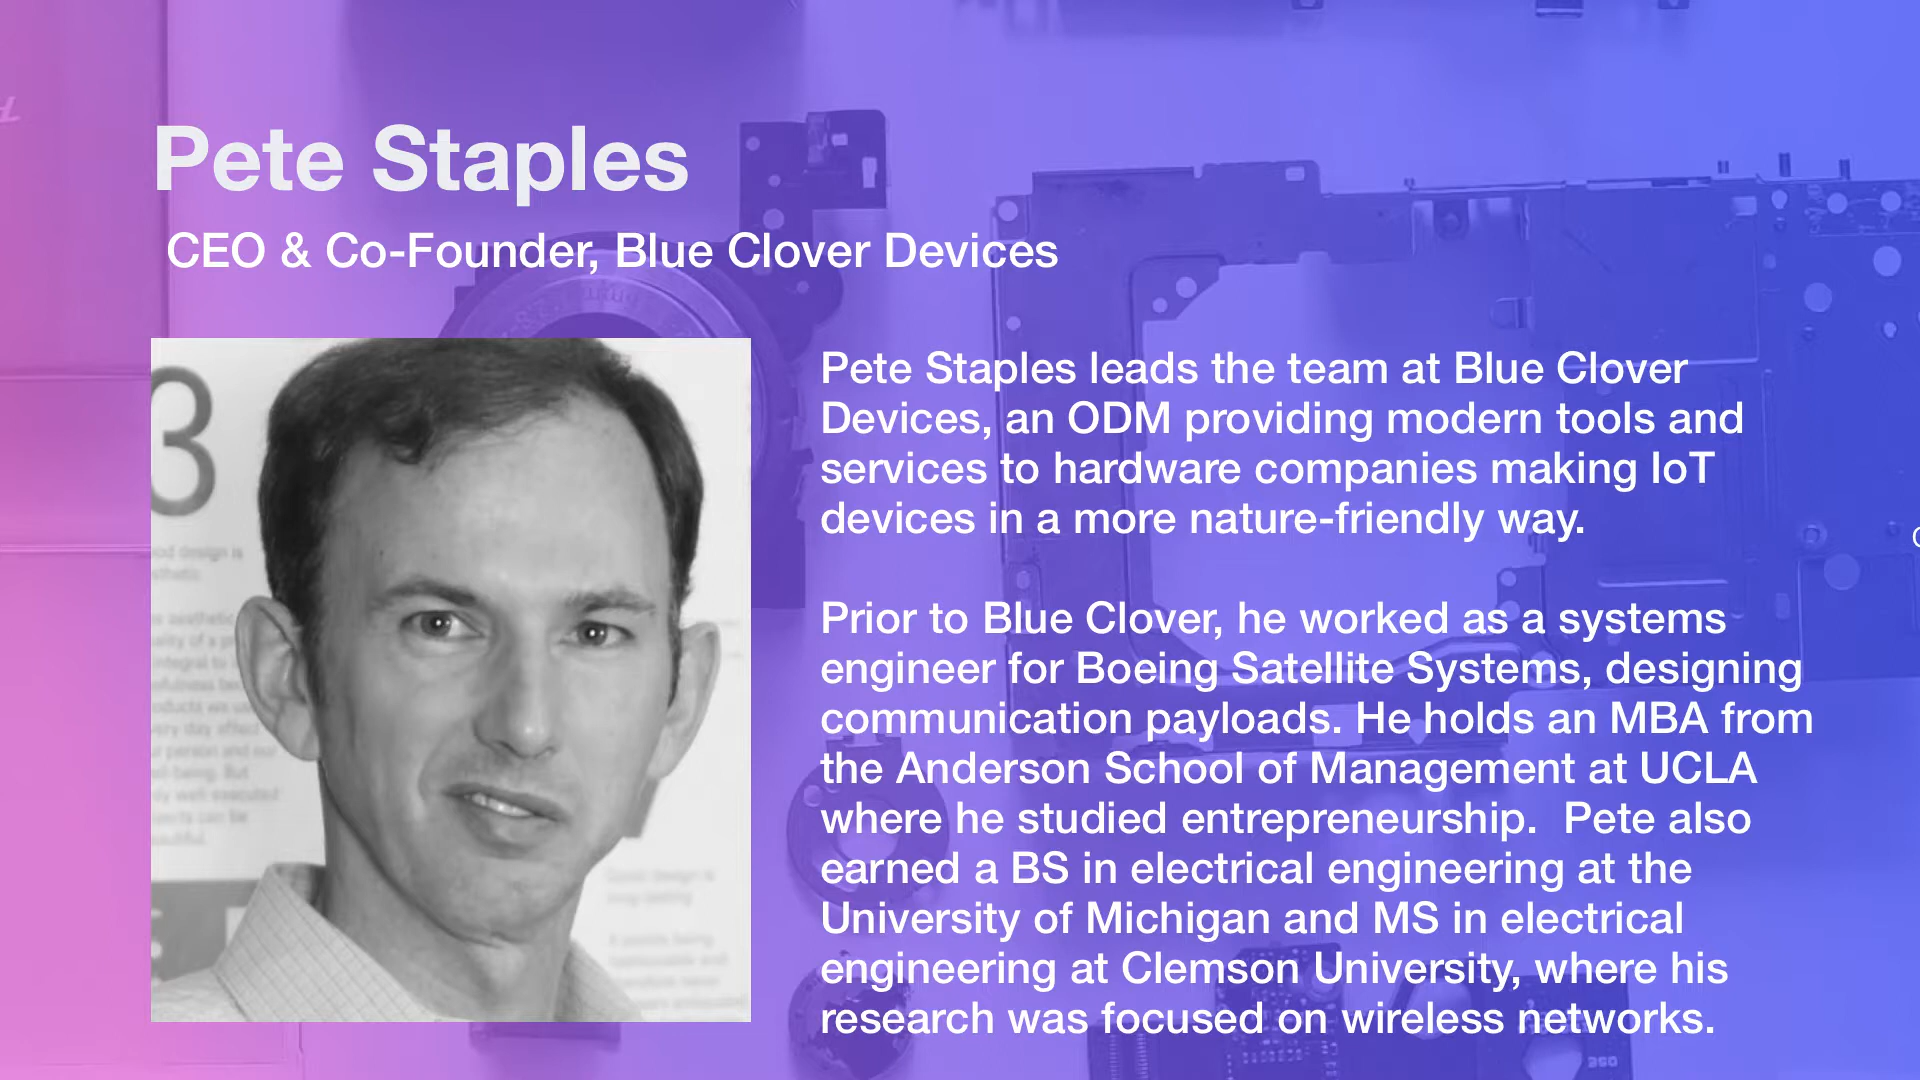 Pete Staples
CEO & Co-Founder, Blue Clover Devices
3
Pete Staples leads the team at Blue Clover
Devices, an ODM providing modern tools and
services to hardware companies making IoT
devices in a more nature-friendly way.
Prior to Blue Clover, he worked as a systems
engineer for Boeing Satellite Systems, designing
communication payloads. He holds an MBA from
the Anderson School of Management at UCLA
where he studied entrepreneurship.  Pete also
earned a BS in electrical engineering at the
University of Michigan and MS in electrical
engineering at Clemson University, where his
research was focused on wireless networks.